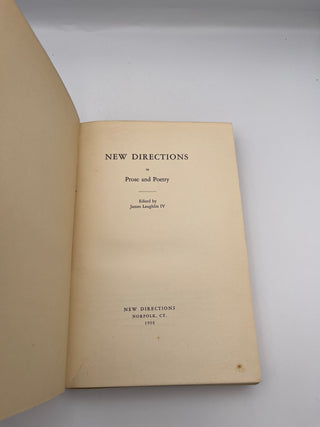 NEW DIRECTIONS
in
Prose and Poetry
Edited by
James Laughlin IV
NEW DIRECTIONS
NORFOLK, CT.